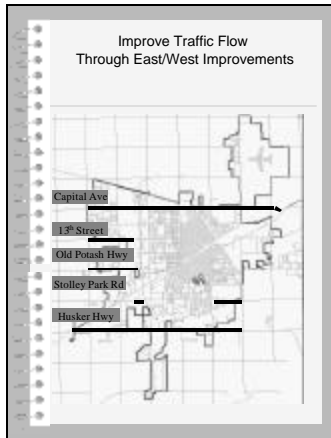 Improve Traffic Flow
Through East/West Improvements
Capital Ave
13th Street
Old Potash Hwy
Stolley Park Rd
Husker Hwy